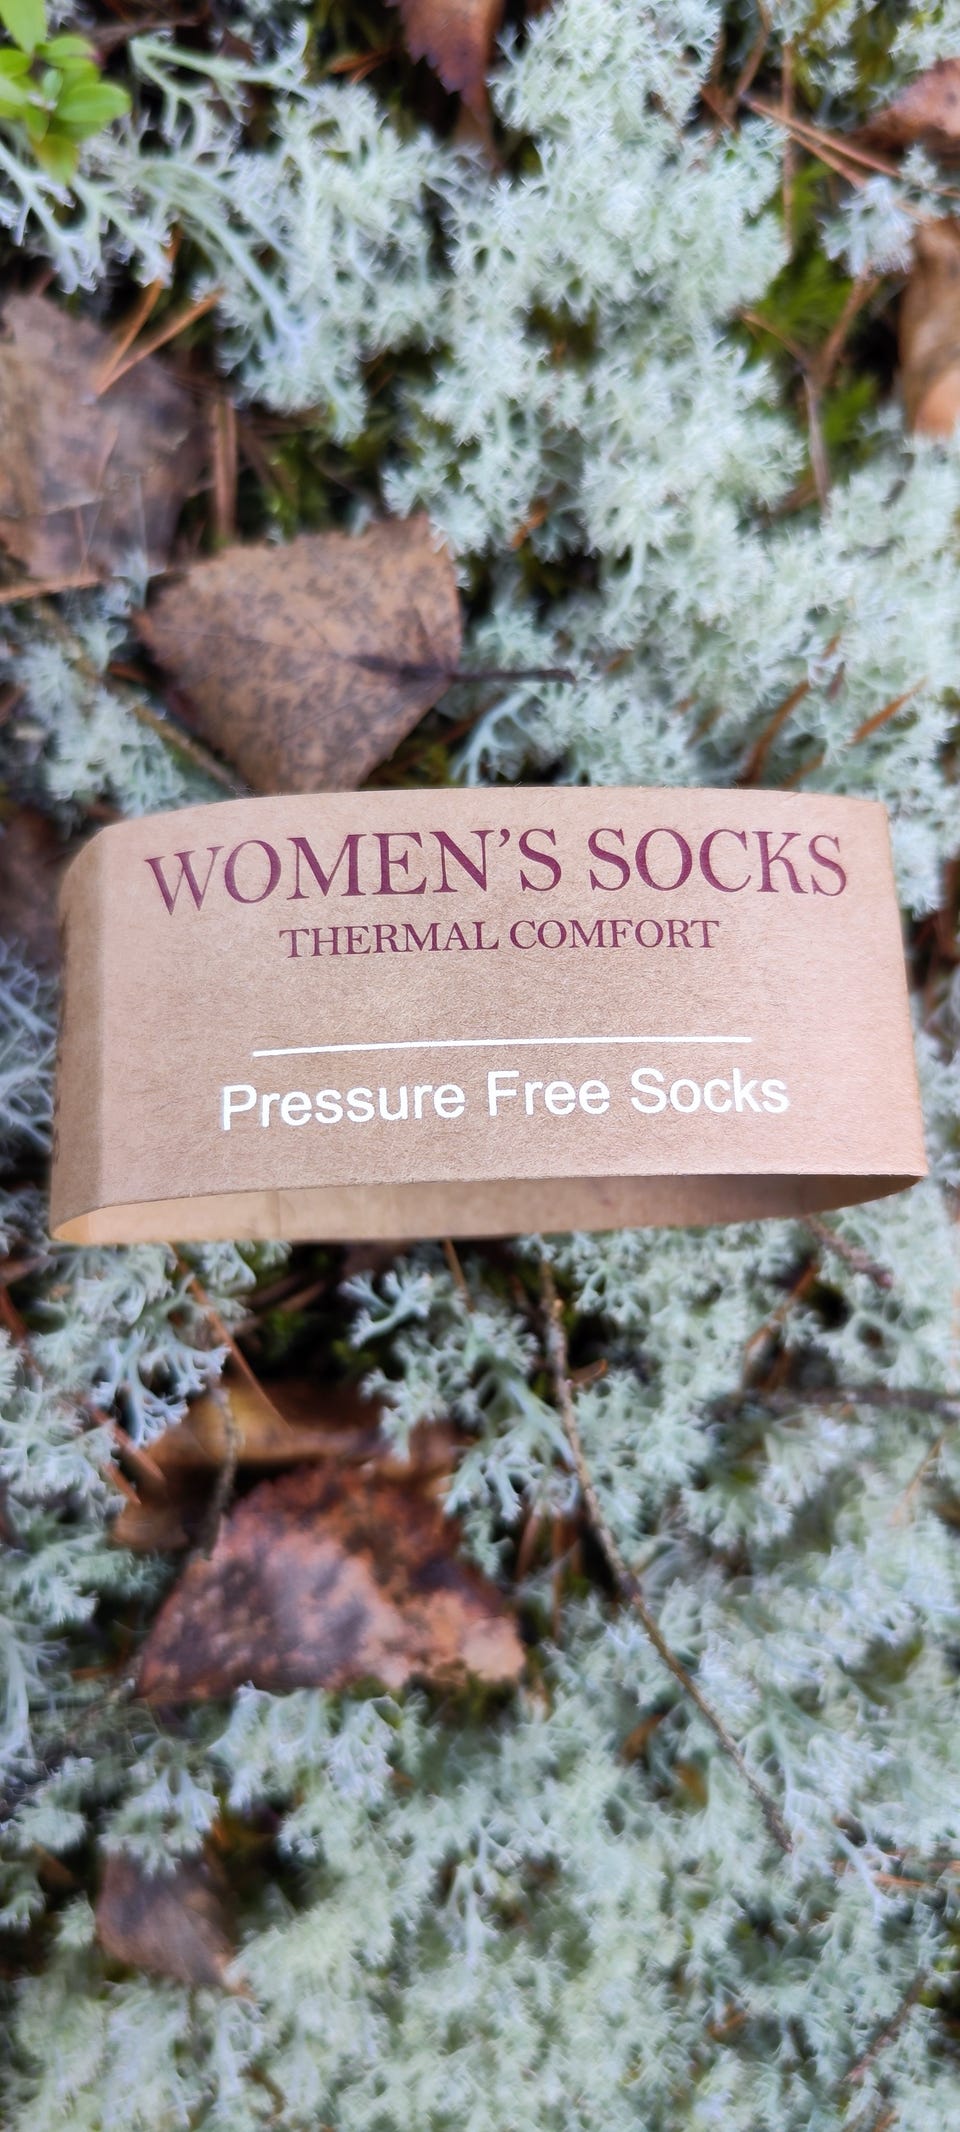 WOMEN'S SOCKS
THERMAL COMFORT
Pressure Free Socks